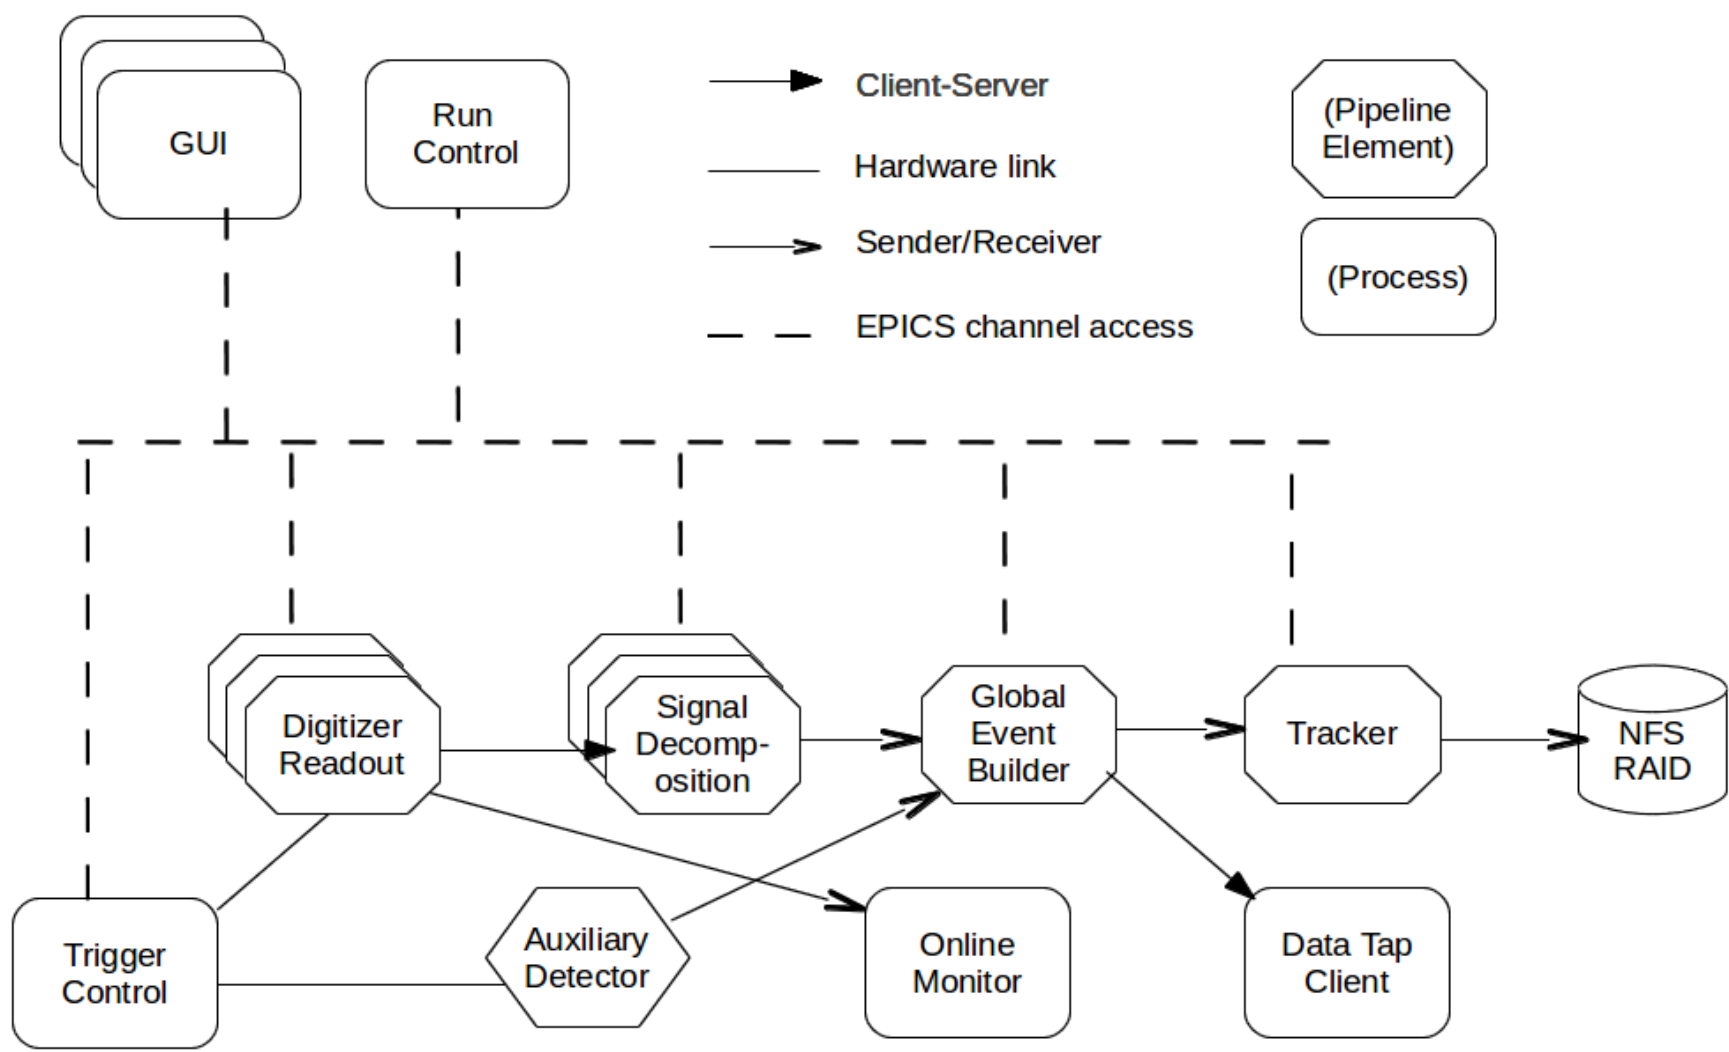 GUI
Run
Control
Client-Server
Hardware link
Sender/Receiver
EPICS channel access
(Pipeline
Element)
(Process)
Digitizer
Readout
Signal
Decomp-
osition
Global
Event
Builder
Tracker
NFS
RAID
Trigger
Control
Auxiliary
Detector
Online
Monitor
Data Tap
Client